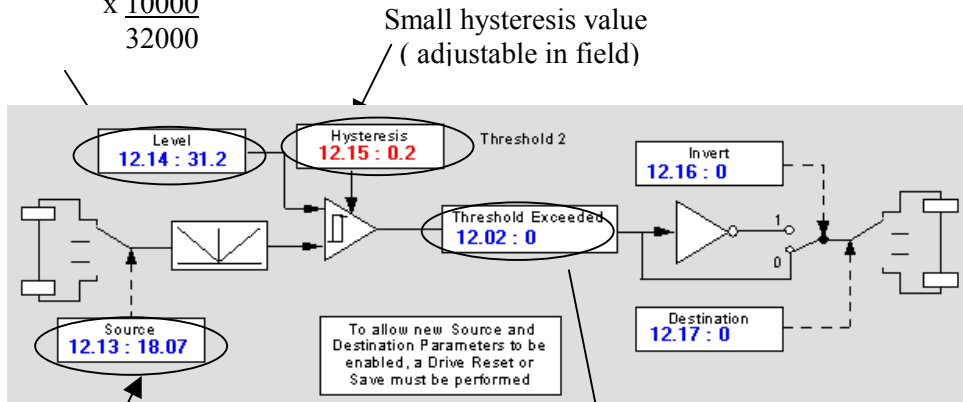 x 10000
32000
Small hysteresis value
( adjustable in field)
Level
12.14 : 31.2
Hysteresis
12.15 : 0.2
Threshold 2
Invert
12.16 : 0
Threshold Exceeded
12.02 : 0
1
0
Source
12.13 : 18.07
To allow new Source and
Destination Parameters to be
enabled, a Drive Reset or
Save must be performed
Destination
12.17 : 0